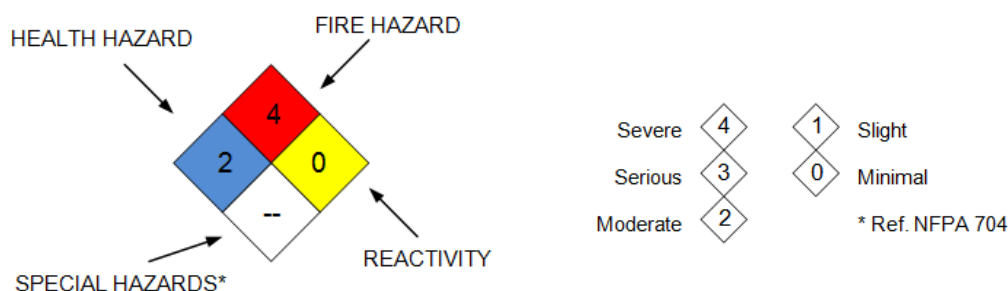 HEALTH HAZARD
FIRE HAZARD
4
2
0
--
SPECIAL HAZARDS*
REACTIVITY
Severe 4
1 Slight
Serious 3
0 Minimal
Moderate 2
* Ref. NFPA 704